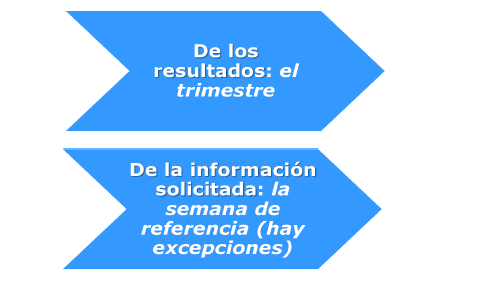 De los
resultados: el
trimestre
De la información
solicitada: la
semana de
referencia (hay
excepciones)